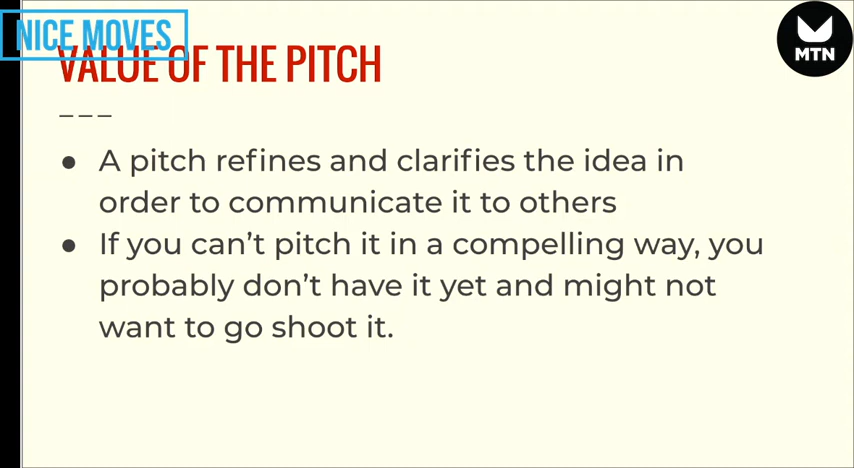 NICE MOVES
VALUE OF THE PITCH
MTN
– – –
● A pitch refines and clarifies the idea in
order to communicate it to others
● If you can’t pitch it in a compelling way, you
probably don’t have it yet and might not
want to go shoot it.